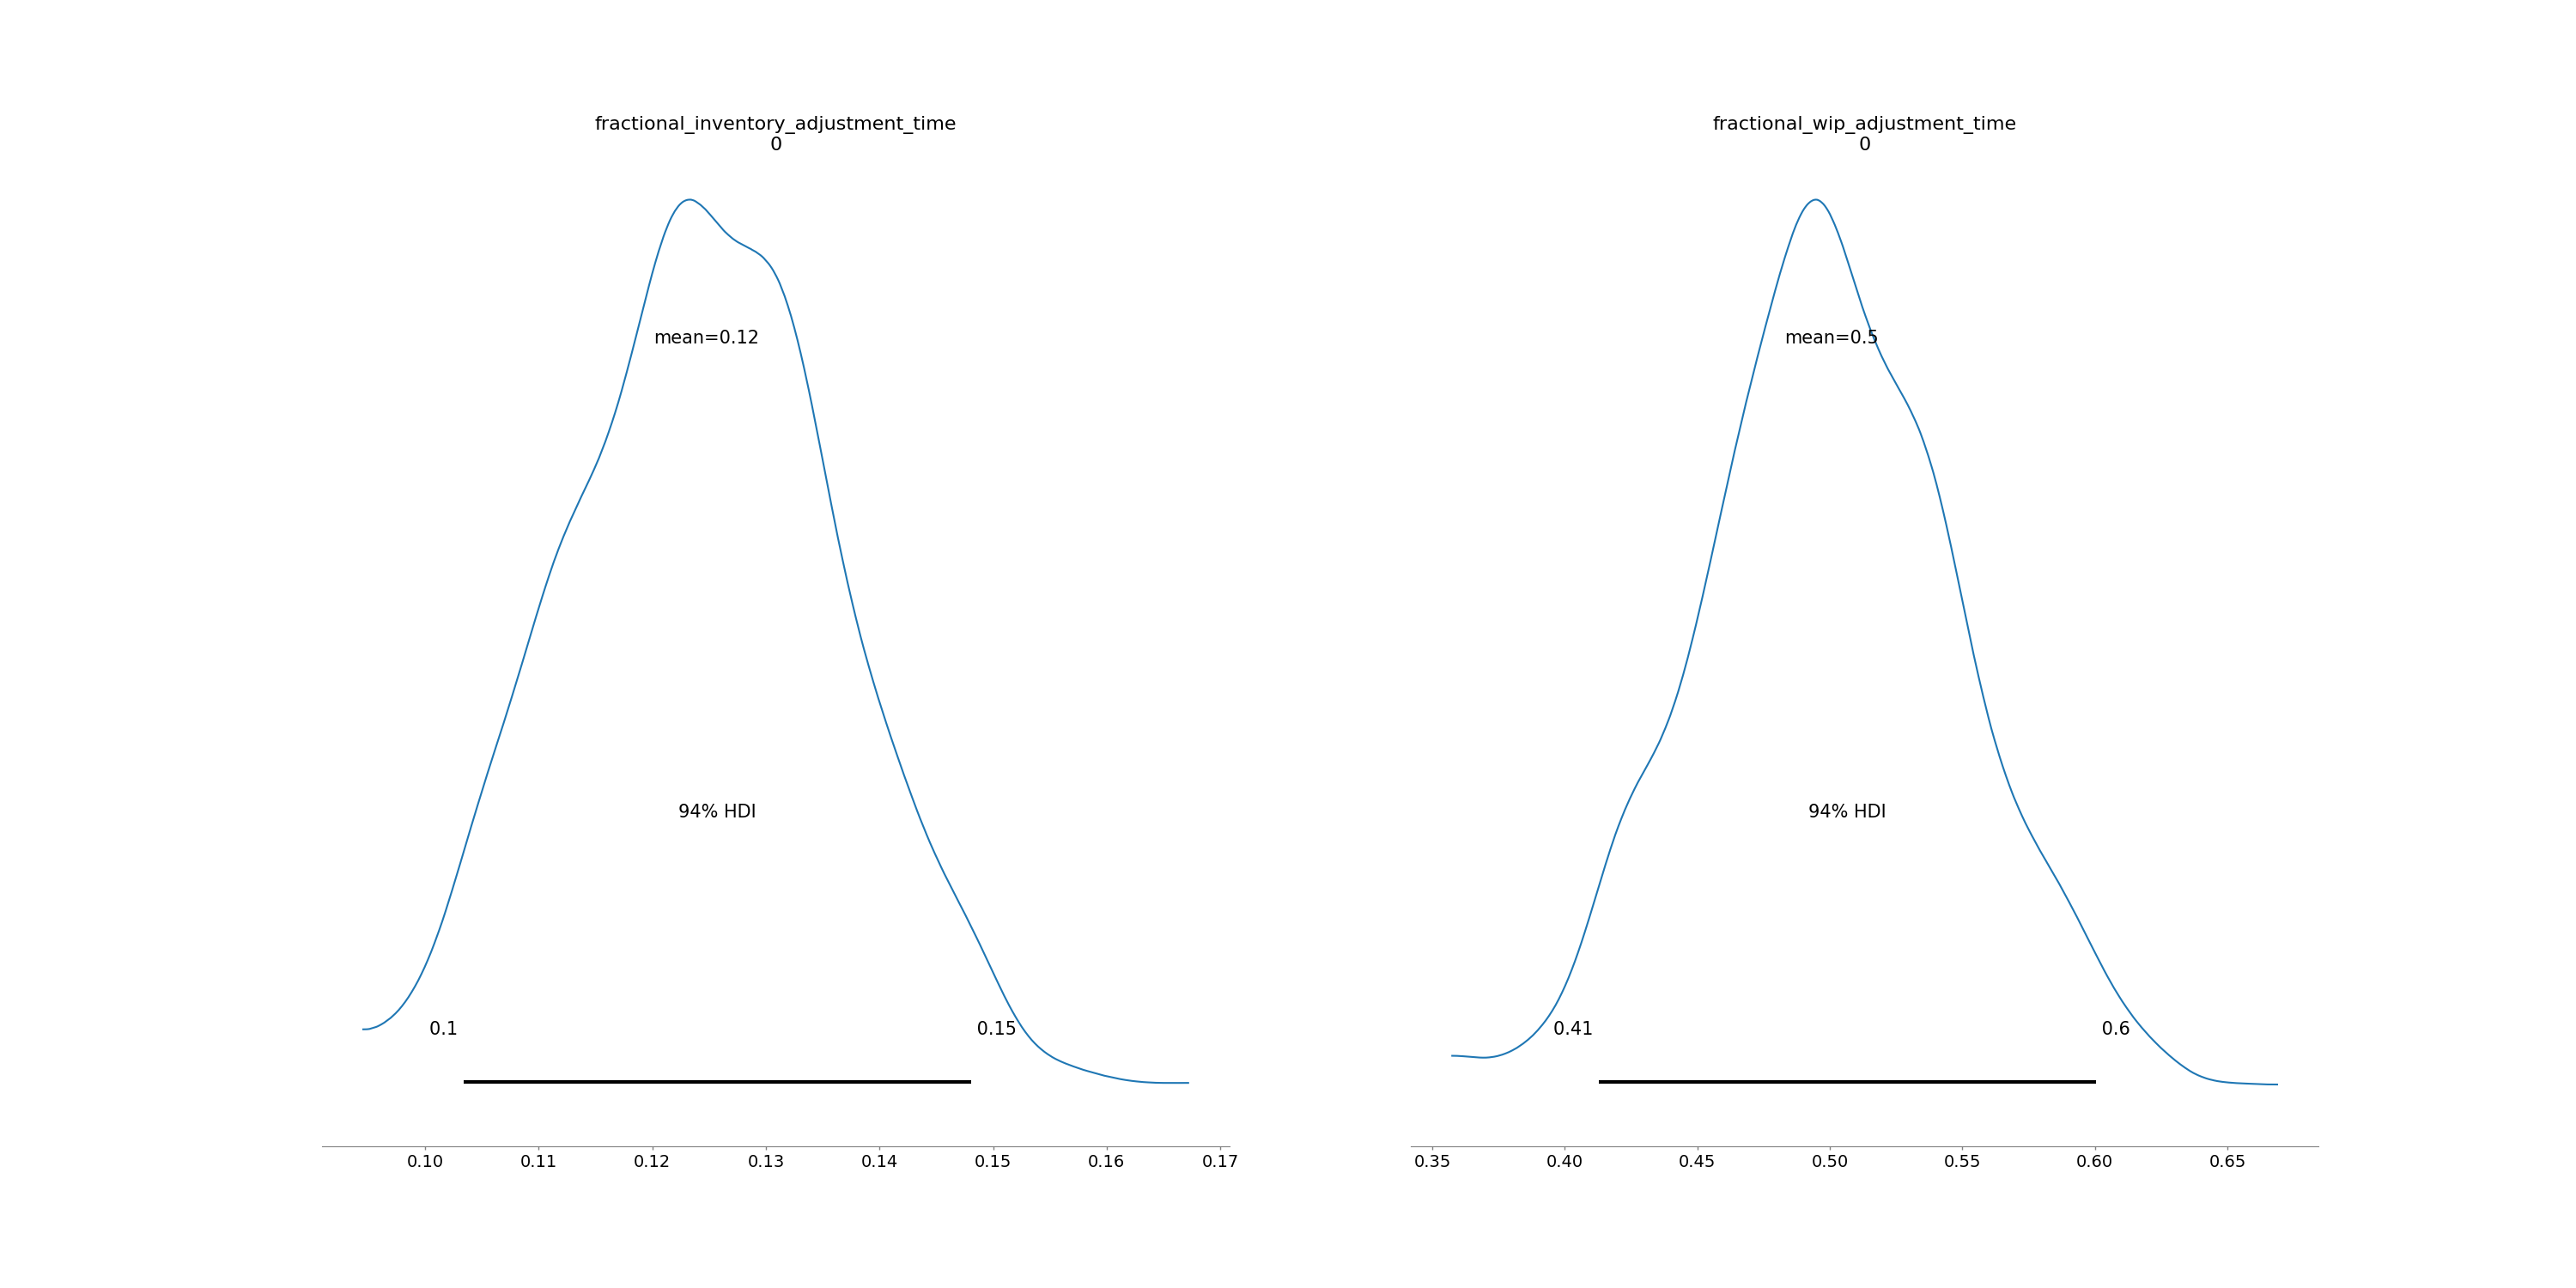 fractional_inventory_adjustment_time
0
mean=0.12
94% HDI
0.1
0.15
0.10 0.11 0.12 0.13 0.14 0.15 0.16 0.17
fractional_wip_adjustment_time
0
mean=0.5
94% HDI
0.41
0.6
0.35 0.40 0.45 0.50 0.55 0.60 0.65